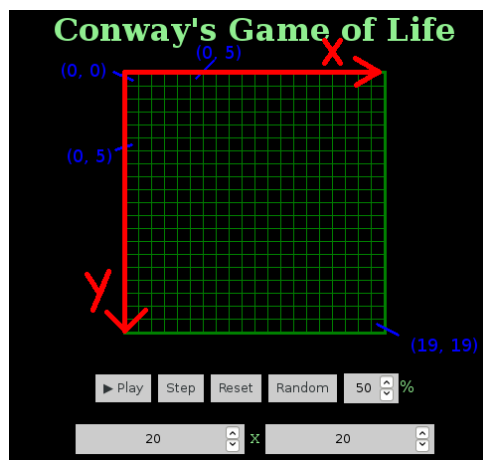 Conway's Game of Life
(0, 5)
X
(0, 0)
(0, 5)
y
(19, 19)
▶ Play Step Reset Random 50 %
20 x 20